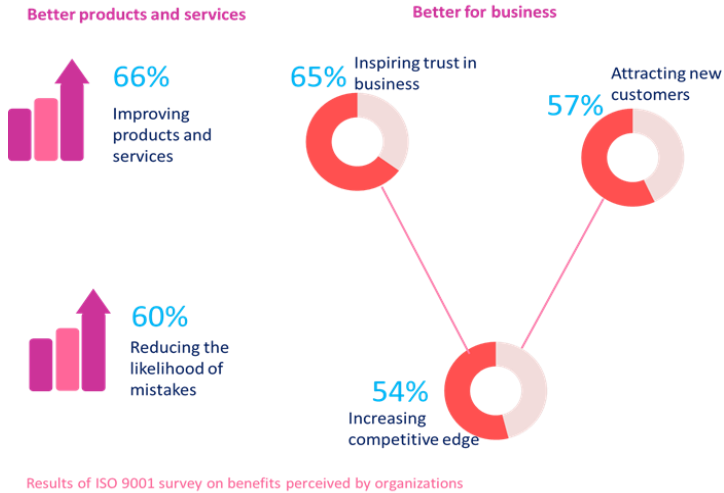 Better products and services
Better for business
66%
Improving
products and
services
65%
Inspiring trust in
business
57%
Attracting new
customers
60%
Reducing the
likelihood of
mistakes
54%
Increasing
competitive edge
Results of ISO 9001 survey on benefits perceived by organizations